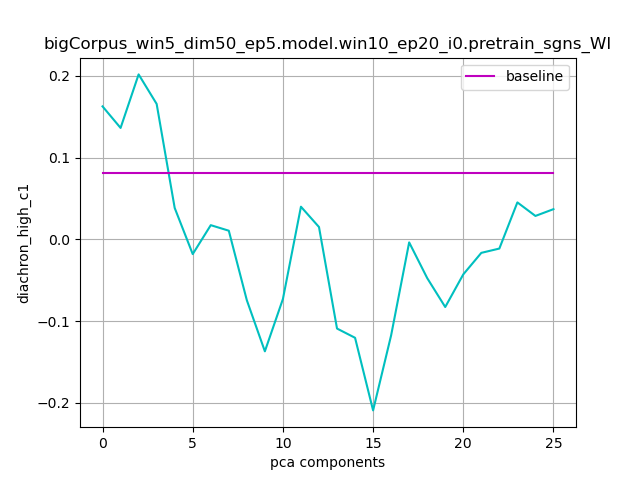 bigCorpus_win5_dim50_ep5.model.win10_ep20_i0.pretrain_sgns_WI
baseline
0.2
0.1
0.0
−0.1
−0.2
diachron_high_c1
0 5 10 15 20 25
pca components